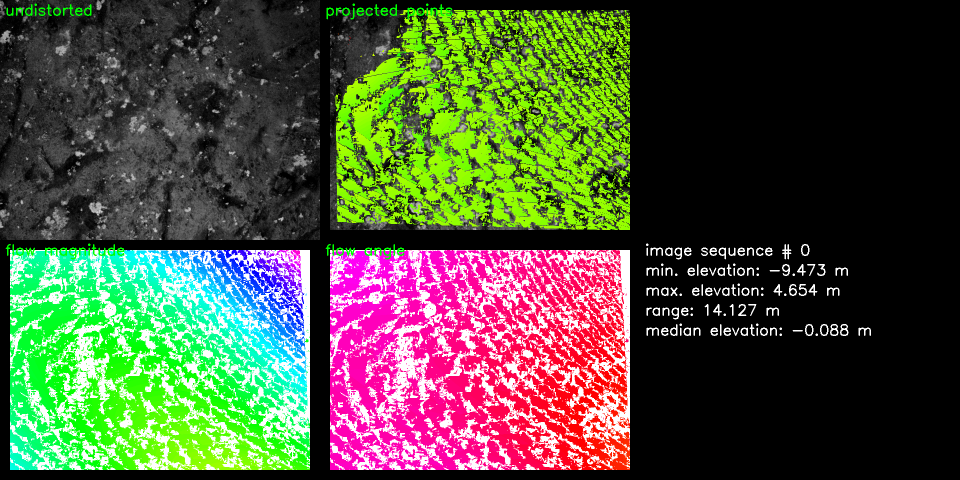 undistorted
projected points
flow magnitude
flow angle
image sequence # 0
min. elevation: -9.473 m
max. elevation: 4.654 m
range: 14.127 m
median elevation: -0.088 m